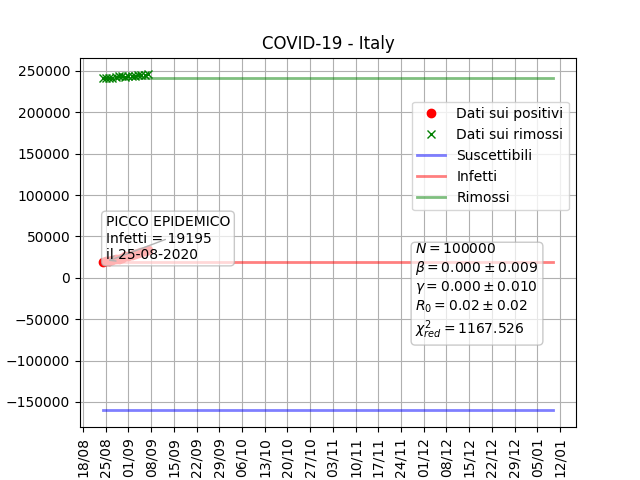 COVID-19 - Italy
250000
200000
150000
100000
50000
0
−50000
−100000
−150000
Dati sui positivi
Dati sui rimossi
Suscettibili
Infetti
Rimossi
PICCO EPIDEMICO
Infetti = 19195
il 25-08-2020
N = 100000
β = 0.000 ± 0.009
γ = 0.000 ± 0.010
R₀ = 0.02 ± 0.02
χ²_red = 1167.526
18/08
25/08
01/09
08/09
15/09
22/09
29/09
06/10
13/10
20/10
27/10
03/11
10/11
17/11
24/11
01/12
08/12
15/12
22/12
29/12
05/01
12/01